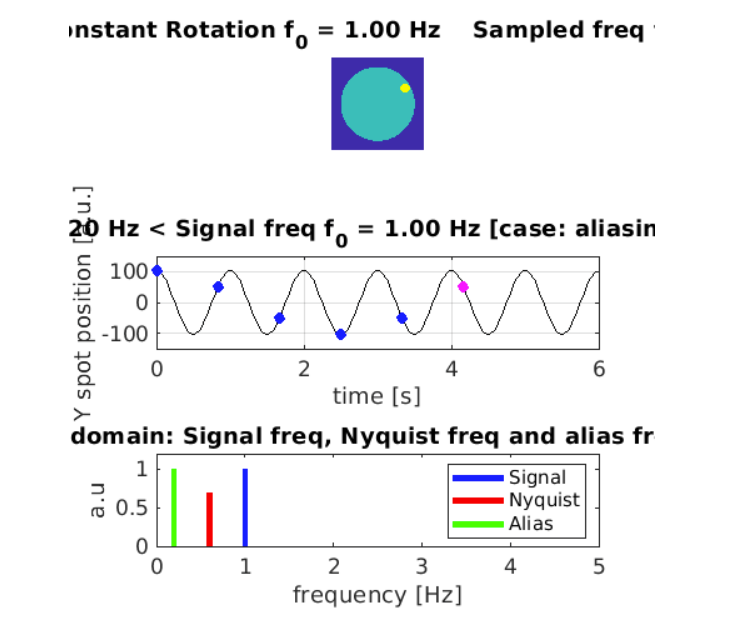 onstant Rotation f0 = 1.00 Hz Sampled freq
20 Hz < Signal freq f0 = 1.00 Hz [case: aliasin
Y spot position [a.u.]
100
0
-100
0 2 4 6
time [s]
domain: Signal freq, Nyquist freq and alias fr
a.u
1
0.5
0
Signal
Nyquist
Alias
0 1 2 3 4 5
frequency [Hz]